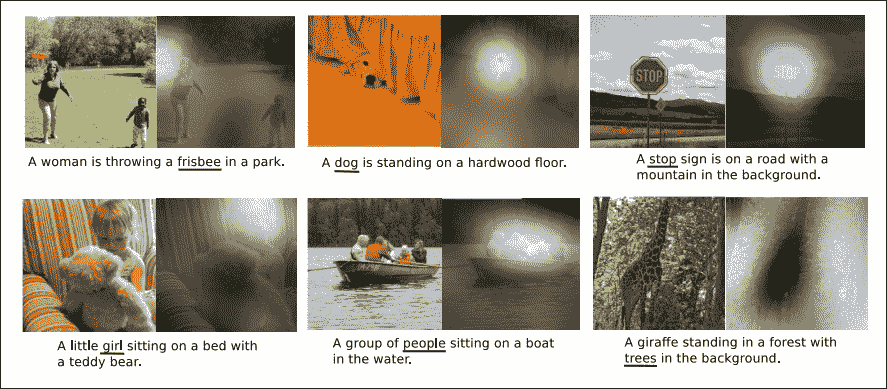 STOP
STOP
A woman is throwing a frisbee in a park.
A dog is standing on a hardwood floor.
A stop sign is on a road with a
mountain in the background.
A little girl sitting on a bed with
a teddy bear.
A group of people sitting on a boat
in the water.
A giraffe standing in a forest with
trees in the background.